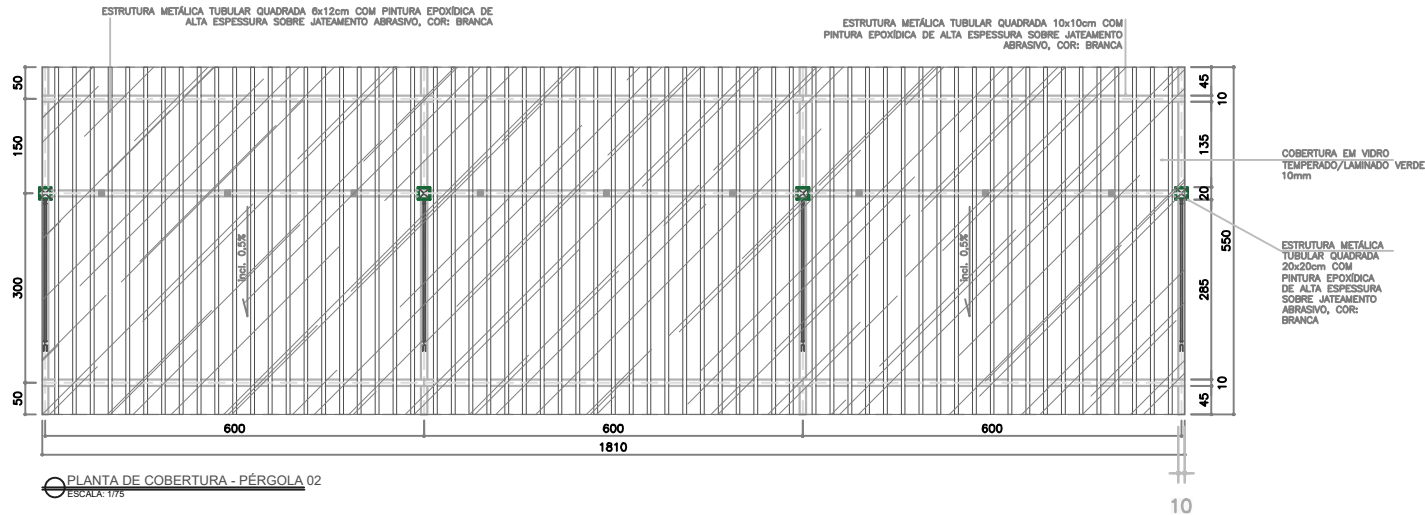 ESTRUTURA METÁLICA TUBULAR QUADRADA 6x12cm COM PINTURA EPOXÍDICA DE
ALTA ESPESSURA SOBRE JATEAMENTO ABRASIVO, COR: BRANCA
ESTRUTURA METÁLICA TUBULAR QUADRADA 10x10cm COM
PINTURA EPOXÍDICA DE ALTA ESPESSURA SOBRE JATEAMENTO
ABRASIVO, COR: BRANCA
50
150
300
50
45
10
135
20
285
10
45
550
COBERTURA EM VIDRO
TEMPERADO/LAMINADO VERDE
10mm
ESTRUTURA METÁLICA
TUBULAR QUADRADA
20x20cm COM
PINTURA EPOXÍDICA
DE ALTA ESPESSURA
SOBRE JATEAMENTO
ABRASIVO, COR:
BRANCA
incl. 0,5%
incl. 0,5%
600
600
600
1810
10
PLANTA DE COBERTURA - PÉRGOLA 02
ESCALA: 1/75